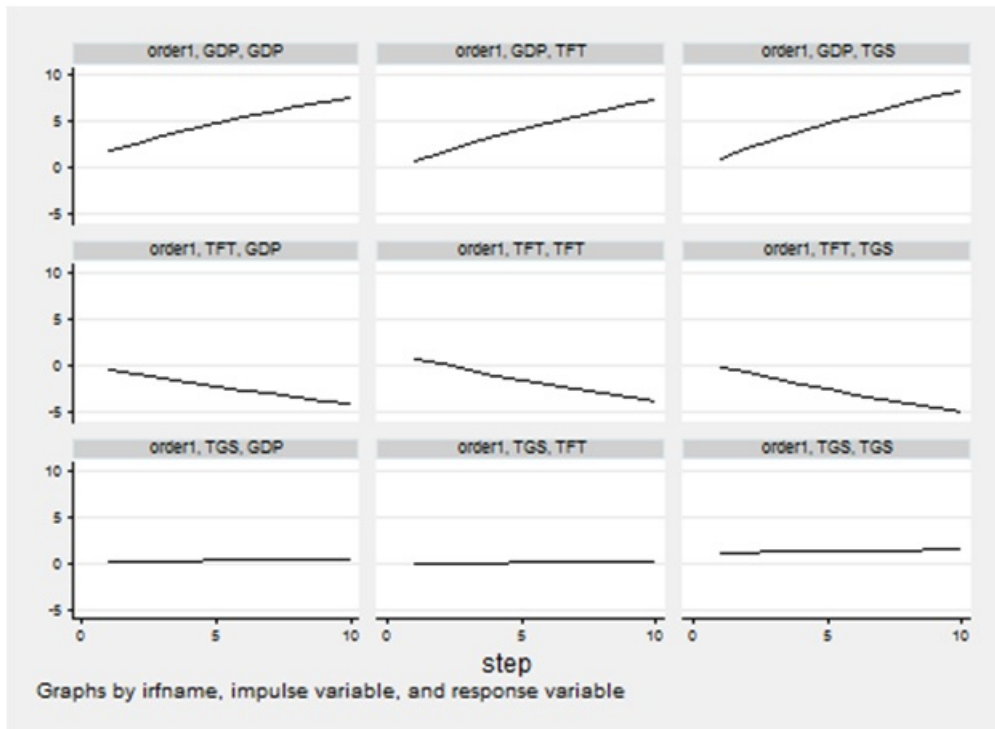 order1, GDP, GDP
order1, GDP, TFT
order1, GDP, TGS
10
5
0
-5
order1, TFT, GDP
order1, TFT, TFT
order1, TFT, TGS
10
5
0
-5
order1, TGS, GDP
order1, TGS, TFT
order1, TGS, TGS
10
5
0
-5
0 5 10
0 5 10
0 5 10
step
Graphs by irfname, impulse variable, and response variable